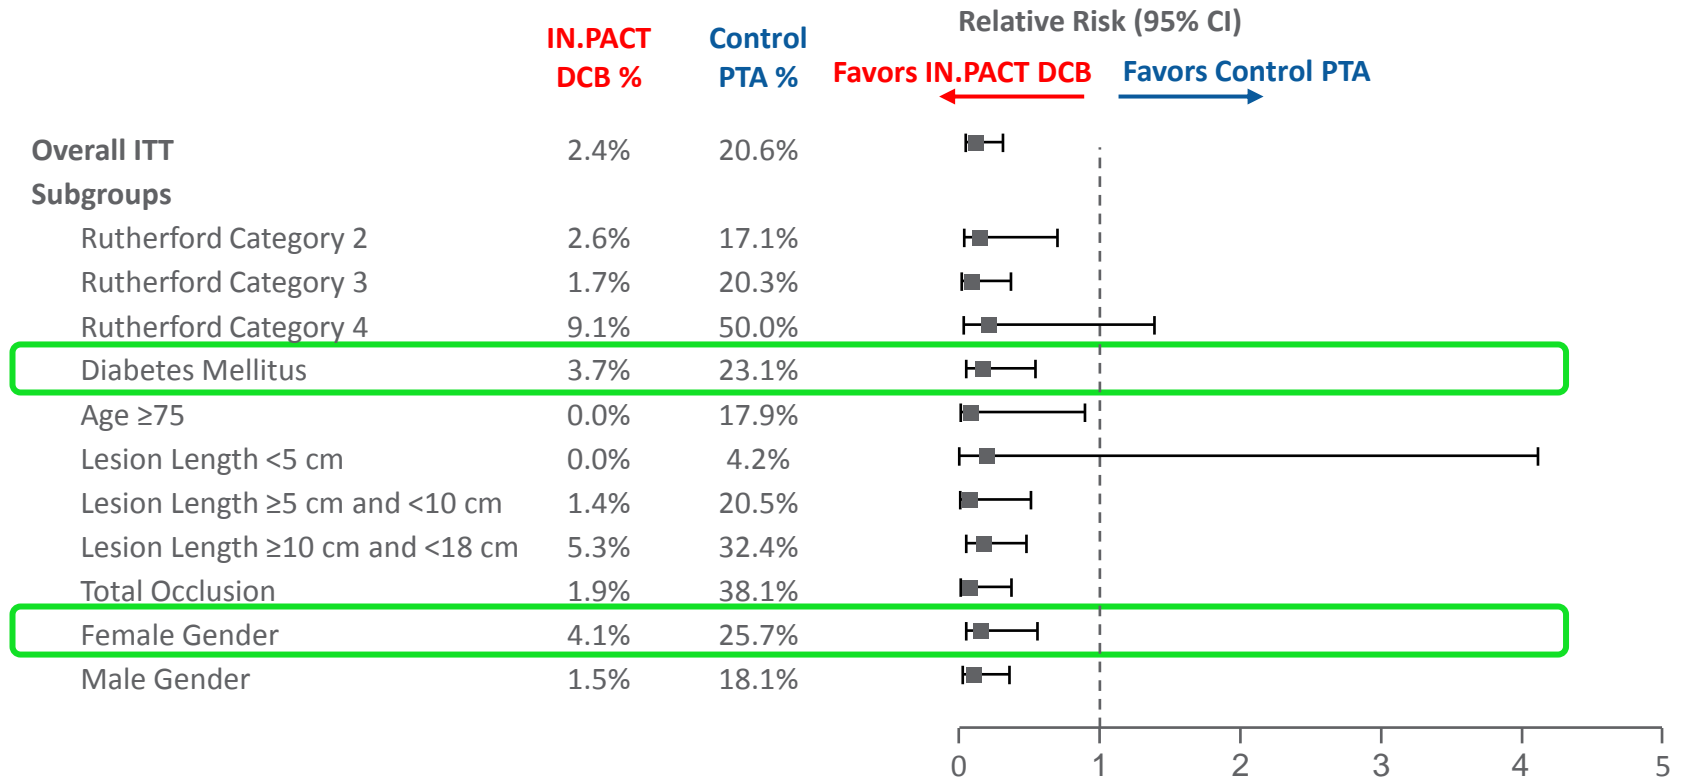 Relative Risk (95% CI)
IN.PACT DCB % Control PTA % Favors IN.PACT DCB Favors Control PTA
Overall ITT 2.4% 20.6%
Subgroups
Rutherford Category 2 2.6% 17.1%
Rutherford Category 3 1.7% 20.3%
Rutherford Category 4 9.1% 50.0%
Diabetes Mellitus 3.7% 23.1%
Age ≥75 0.0% 17.9%
Lesion Length <5 cm 0.0% 4.2%
Lesion Length ≥5 cm and <10 cm 1.4% 20.5%
Lesion Length ≥10 cm and <18 cm 5.3% 32.4%
Total Occlusion 1.9% 38.1%
Female Gender 4.1% 25.7%
Male Gender 1.5% 18.1%
0 1 2 3 4 5